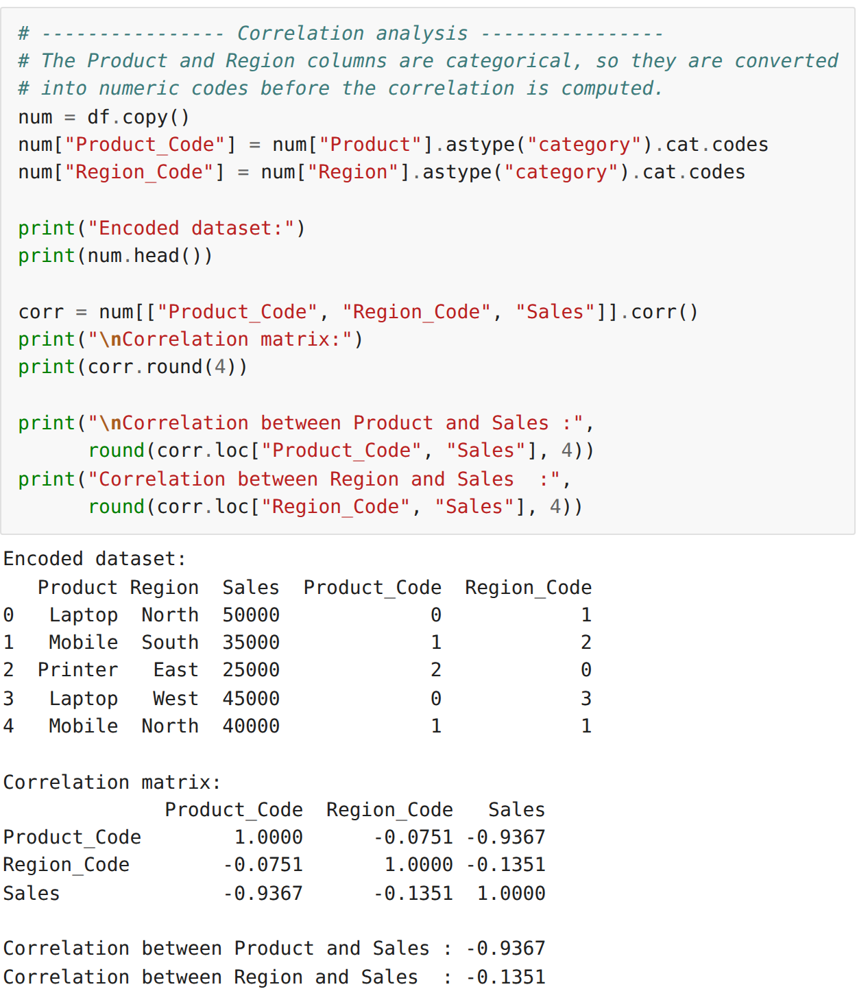 # ---------------- Correlation analysis ----------------
# The Product and Region columns are categorical, so they are converted
# into numeric codes before the correlation is computed.
num = df.copy()
num["Product_Code"] = num["Product"].astype("category").cat.codes
num["Region_Code"] = num["Region"].astype("category").cat.codes

print("Encoded dataset:")
print(num.head())

corr = num[["Product_Code", "Region_Code", "Sales"]].corr()
print("\nCorrelation matrix:")
print(corr.round(4))

print("\nCorrelation between Product and Sales :",
      round(corr.loc["Product_Code", "Sales"], 4))
print("Correlation between Region and Sales  :",
      round(corr.loc["Region_Code", "Sales"], 4))

Encoded dataset:
   Product Region  Sales  Product_Code  Region_Code
0   Laptop  North  50000             0            1
1   Mobile  South  35000             1            2
2  Printer   East  25000             2            0
3   Laptop   West  45000             0            3
4   Mobile  North  40000             1            1

Correlation matrix:
              Product_Code  Region_Code   Sales
Product_Code        1.0000      -0.0751 -0.9367
Region_Code        -0.0751       1.0000 -0.1351
Sales              -0.9367      -0.1351  1.0000

Correlation between Product and Sales : -0.9367
Correlation between Region and Sales  : -0.1351